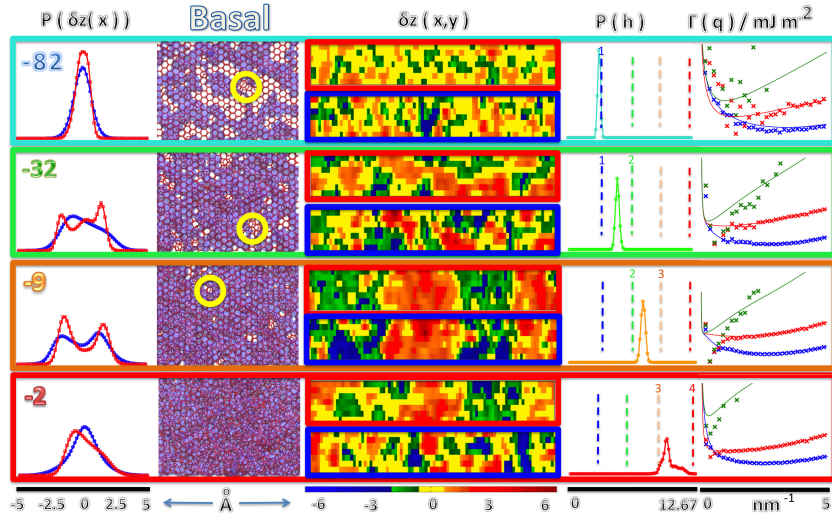 P ( δz( x ) ) Basal δz( x,y) P ( h ) Γ( q ) / mJ m⁻²
-82 1
-32 1 2
-9 2 3
-2 3 4
-5 -2.5 0 2.5 5 Å -6 -3 0 3 6 0 12.67 0 nm⁻¹ 5